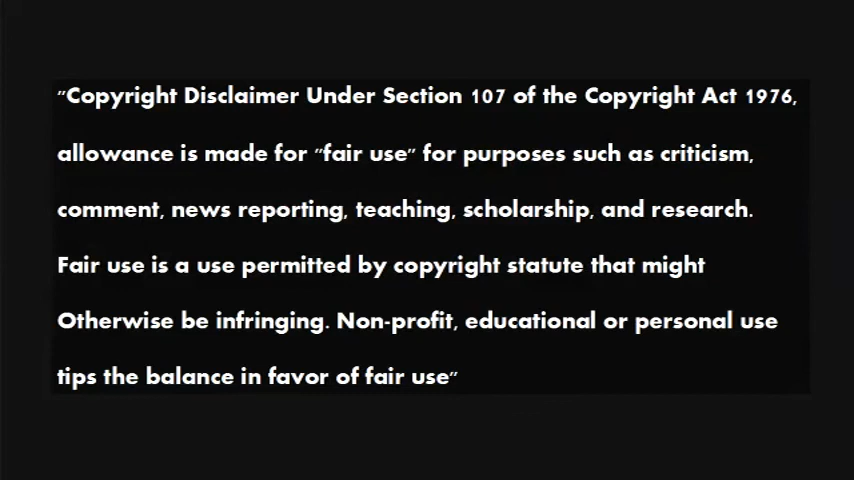 "Copyright Disclaimer Under Section 107 of the Copyright Act 1976,
allowance is made for "fair use" for purposes such as criticism,
comment, news reporting, teaching, scholarship, and research.
Fair use is a use permitted by copyright statute that might
Otherwise be infringing. Non-profit, educational or personal use
tips the balance in favor of fair use"